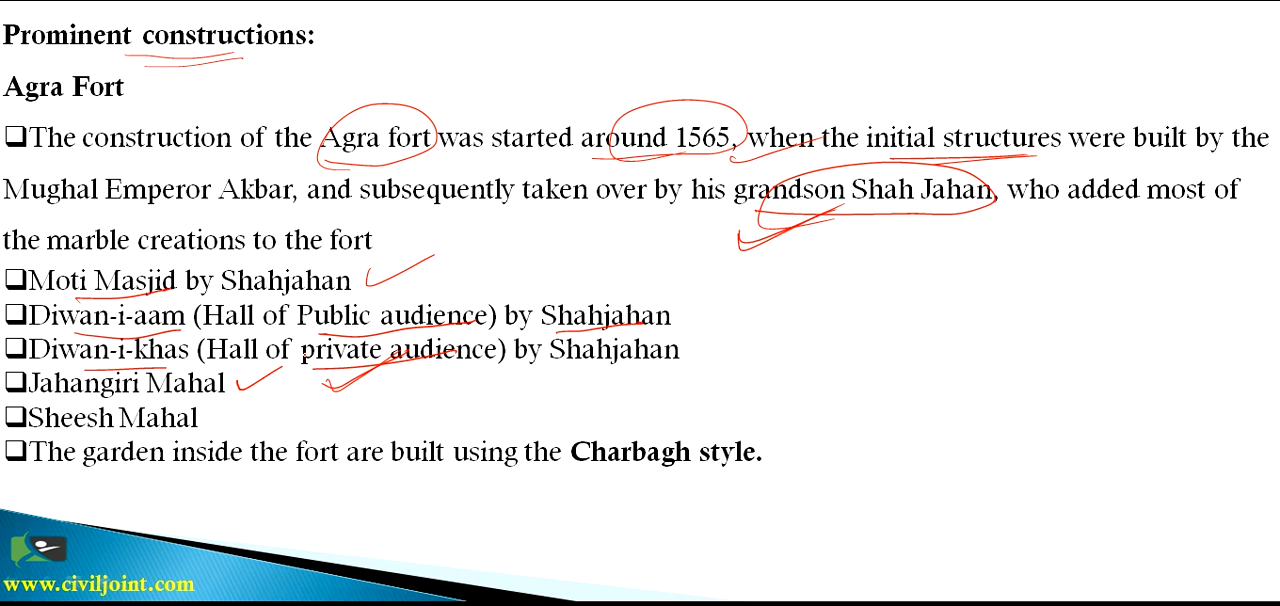 Prominent constructions:
Agra Fort
❑The construction of the Agra fort was started around 1565, when the initial structures were built by the
Mughal Emperor Akbar, and subsequently taken over by his grandson Shah Jahan, who added most of
the marble creations to the fort
❑Moti Masjid by Shahjahan
❑Diwan-i-aam (Hall of Public audience) by Shahjahan
❑Diwan-i-khas (Hall of private audience) by Shahjahan
❑Jahangiri Mahal
❑Sheesh Mahal
❑The garden inside the fort are built using the Charbagh style.
www.civiljoint.com